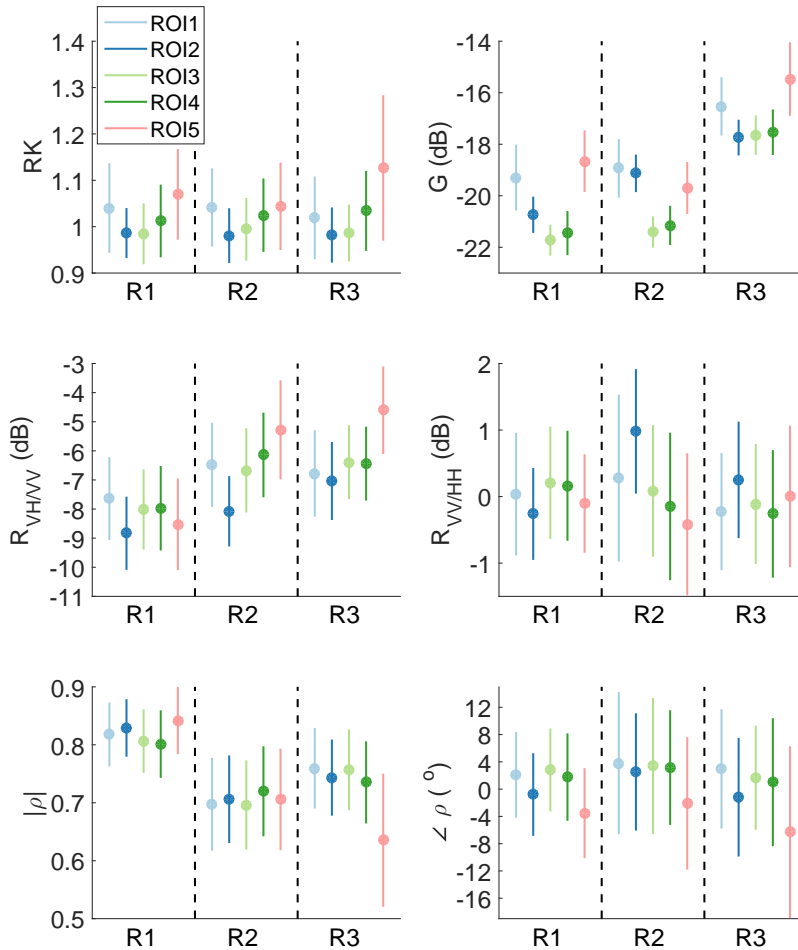 ROI1
ROI2
ROI3
ROI4
ROI5
RK
1.4
1.3
1.2
1.1
1
0.9
R1 R2 R3
G (dB)
-14
-16
-18
-20
-22
R1 R2 R3
R_VH/VV (dB)
-3
-4
-5
-6
-7
-8
-9
-10
-11
R1 R2 R3
R_VV/HH (dB)
2
1
0
-1
R1 R2 R3
|ρ|
0.9
0.8
0.7
0.6
0.5
R1 R2 R3
∠ ρ (°)
12
8
4
0
-4
-8
-12
-16
R1 R2 R3